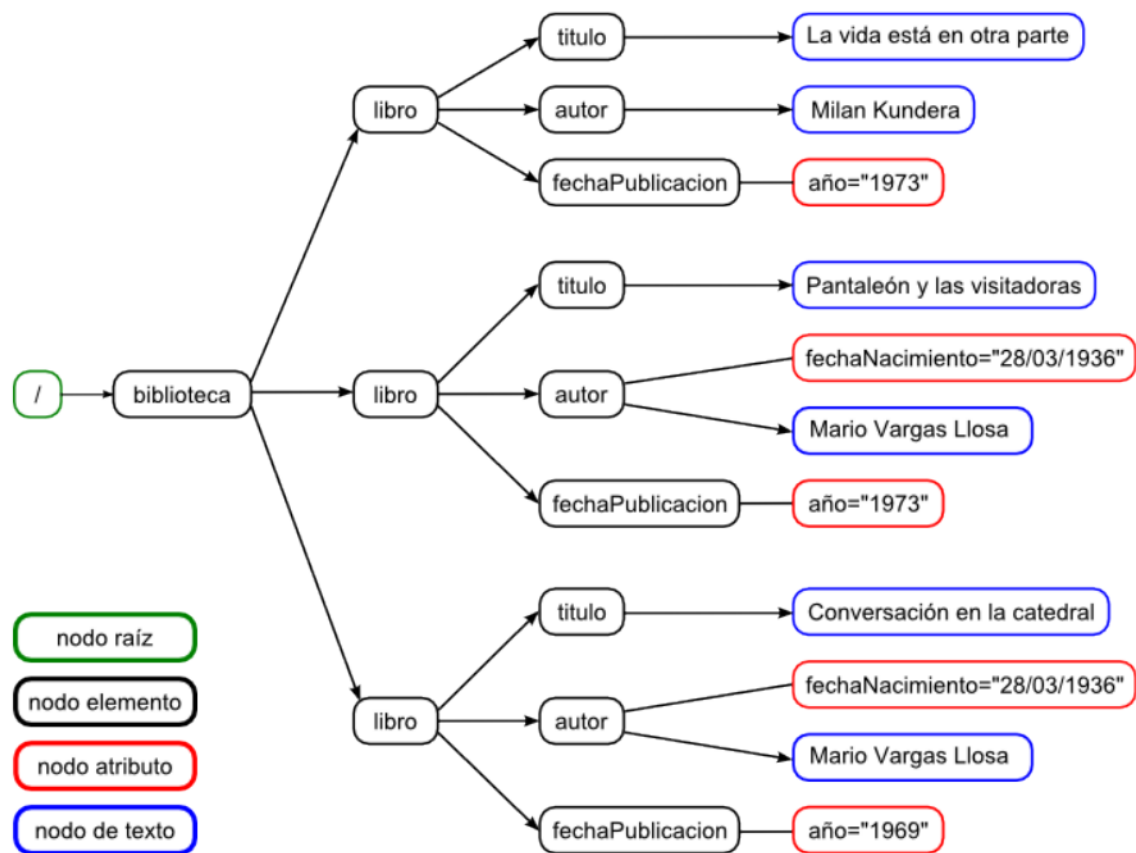 titulo
La vida está en otra parte
libro
autor
Milan Kundera
fechaPublicacion
año="1973"
titulo
Pantaleón y las visitadoras
fechaNacimiento="28/03/1936"
/
biblioteca
libro
autor
Mario Vargas Llosa
fechaPublicacion
año="1973"
titulo
Conversación en la catedral
fechaNacimiento="28/03/1936"
libro
autor
Mario Vargas Llosa
fechaPublicacion
año="1969"
nodo raíz
nodo elemento
nodo atributo
nodo de texto